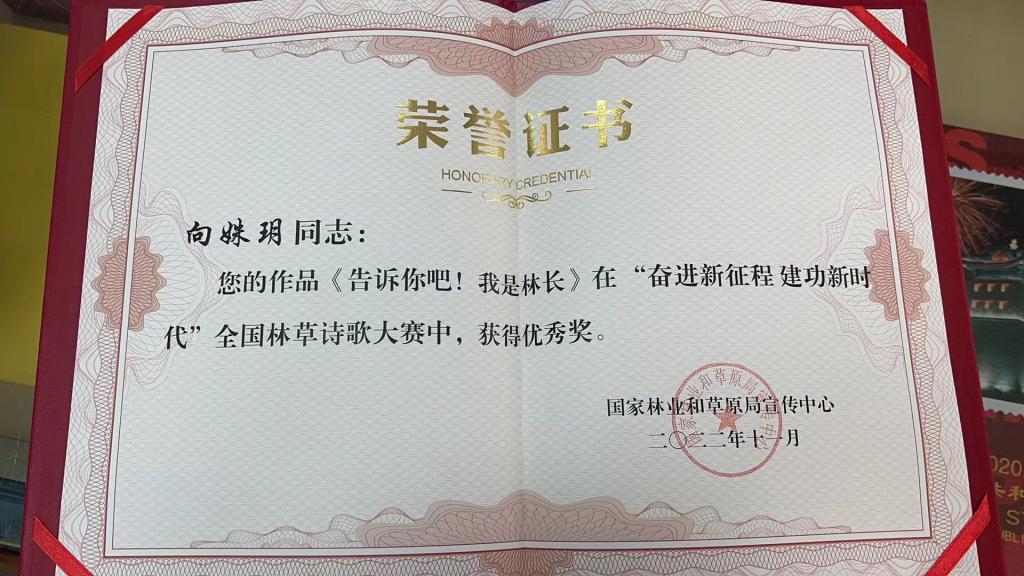 荣誉证书
HONORARY CREDENTIAL
向姝玥同志：
您的作品《告诉你吧！我是林长》在“奋进新征程 建功新时
代”全国林草诗歌大赛中，获得优秀奖。
国家林业和草原局宣传中心
二〇二二年十一月
S
2020